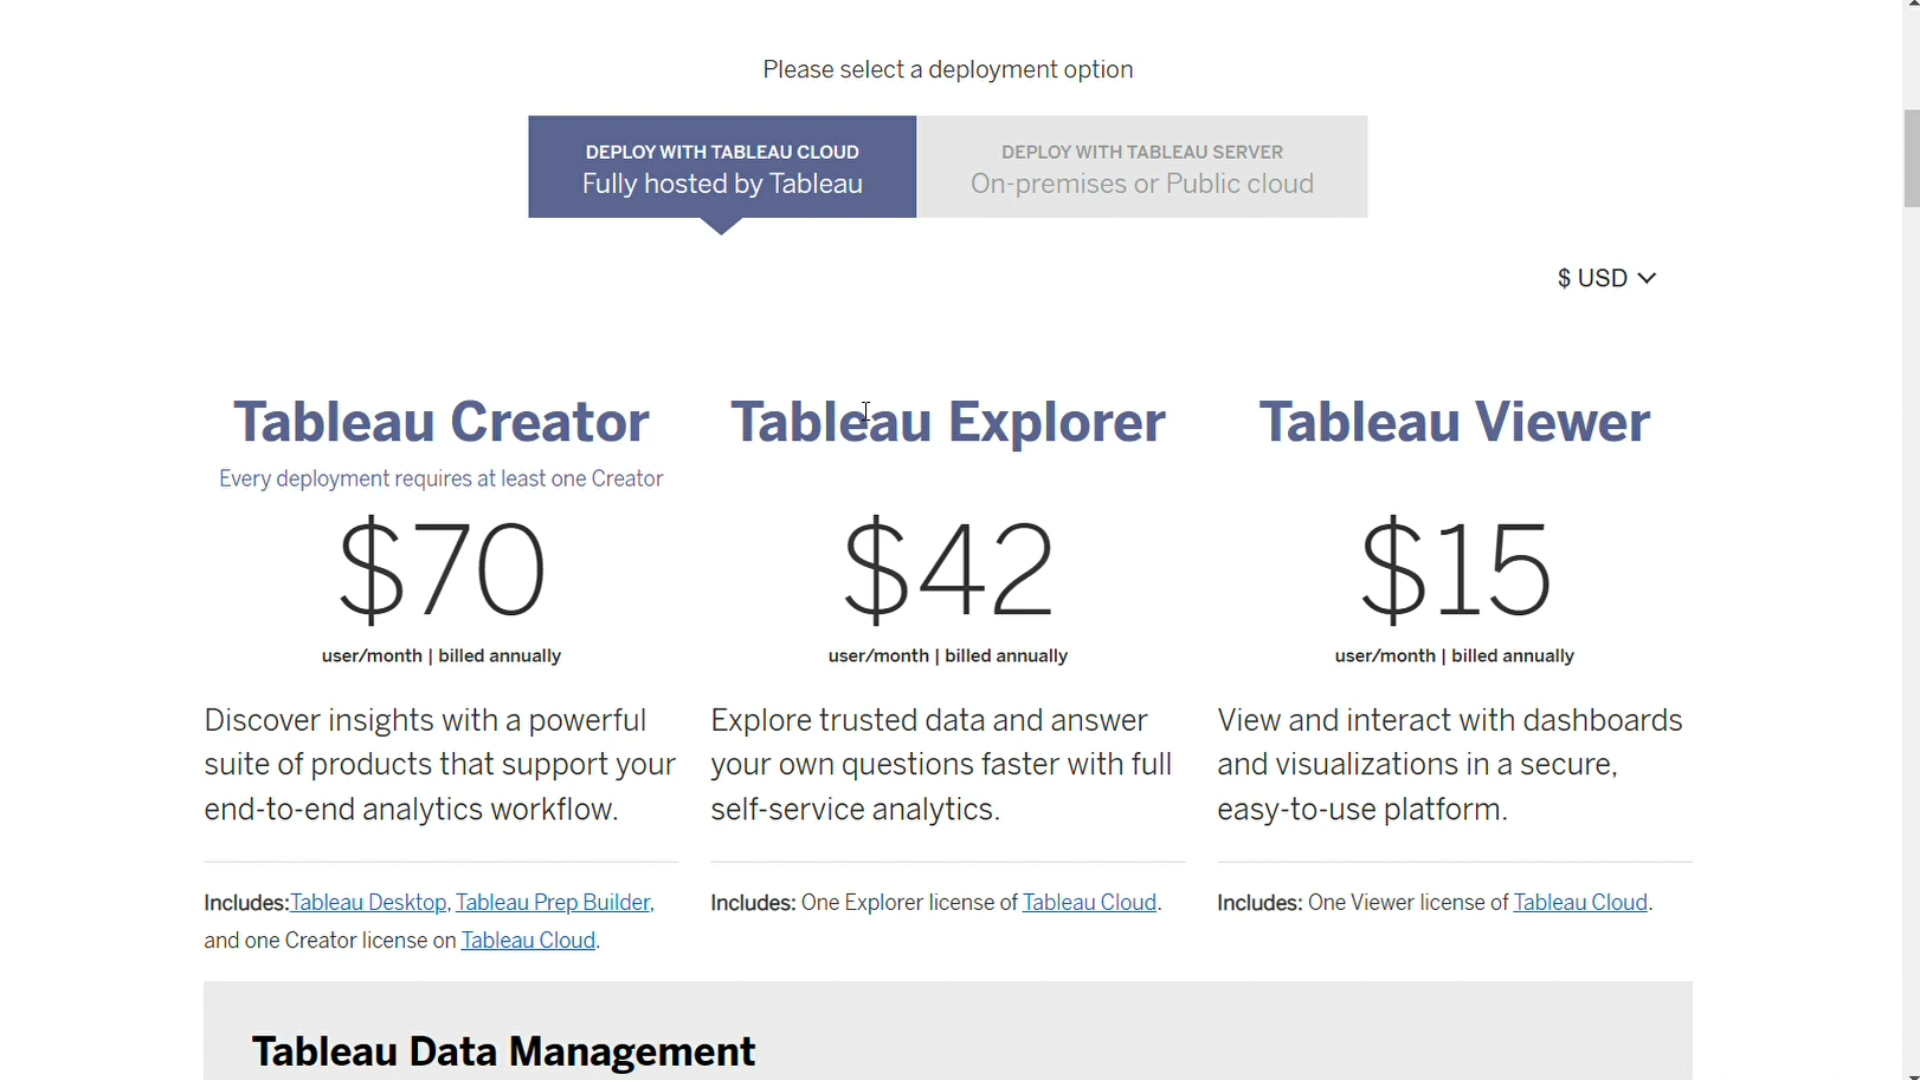 Please select a deployment option
DEPLOY WITH TABLEAU CLOUD
Fully hosted by Tableau
DEPLOY WITH TABLEAU SERVER
On-premises or Public cloud
$ USD
Tableau Creator
Every deployment requires at least one Creator
$70
user/month | billed annually
Discover insights with a powerful
suite of products that support your
end-to-end analytics workflow.
Includes:Tableau Desktop, Tableau Prep Builder,
and one Creator license on Tableau Cloud.
Tableau Explorer
$42
user/month | billed annually
Explore trusted data and answer
your own questions faster with full
self-service analytics.
Includes: One Explorer license of Tableau Cloud.
Tableau Viewer
$15
user/month | billed annually
View and interact with dashboards
and visualizations in a secure,
easy-to-use platform.
Includes: One Viewer license of Tableau Cloud.
Tableau Data Management